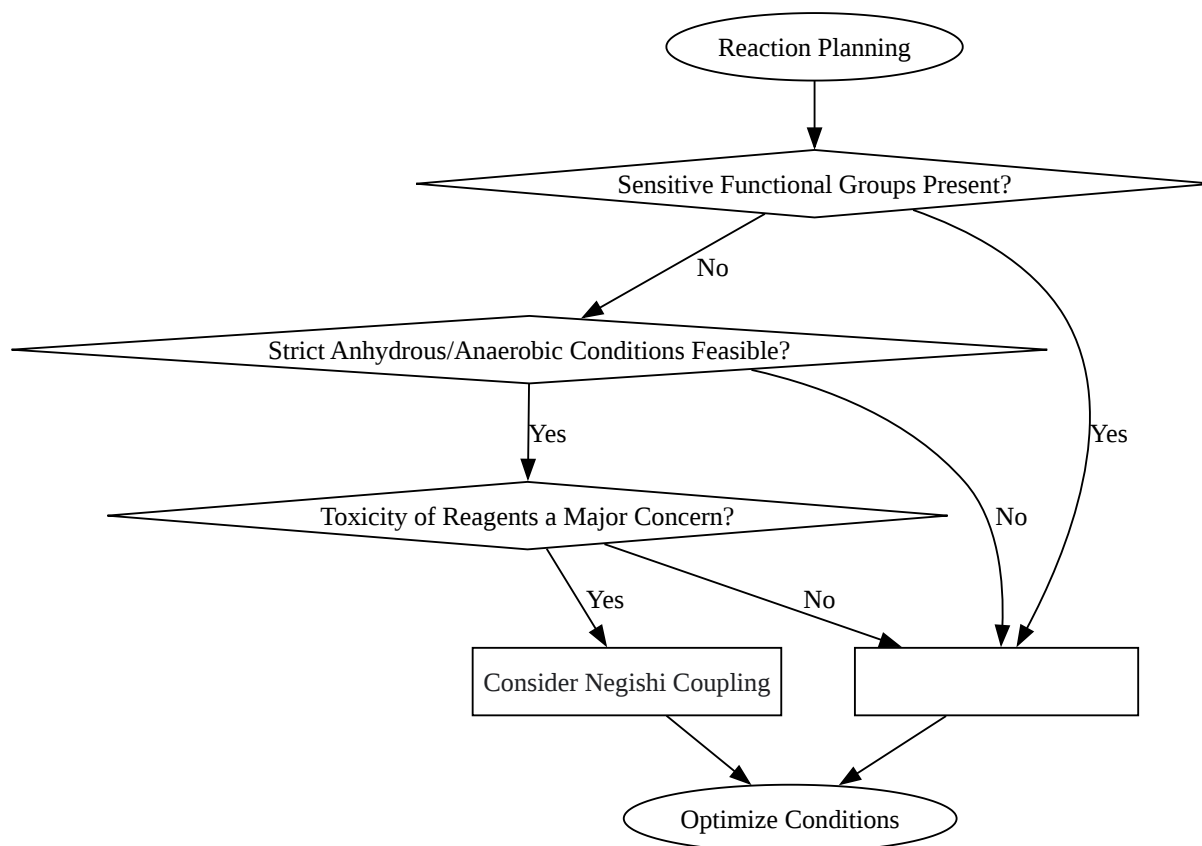 Reaction Planning
Sensitive Functional Groups Present?
No
Strict Anhydrous/Anaerobic Conditions Feasible?
Yes
Yes
Toxicity of Reagents a Major Concern?
No
Yes
No
Consider Negishi Coupling
Optimize Conditions